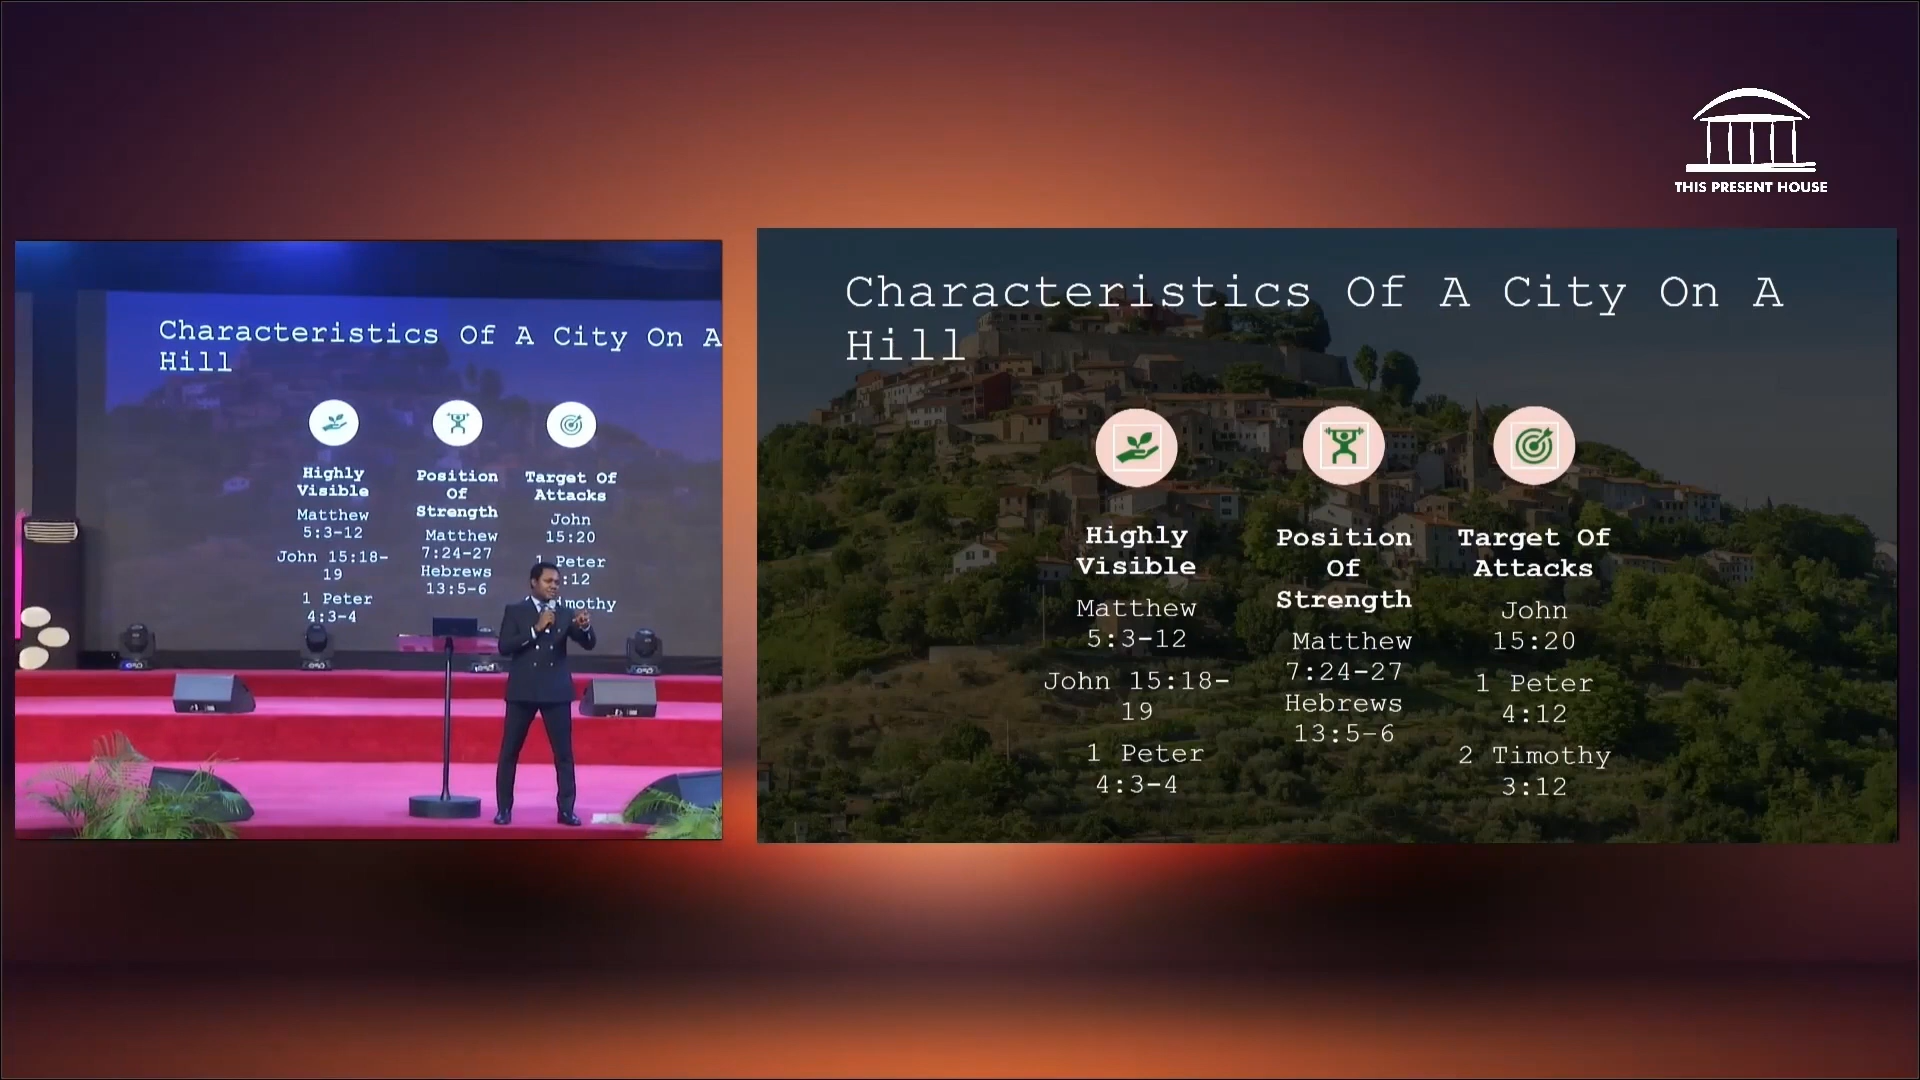 THIS PRESENT HOUSE
Characteristics Of A City On A
Hill
Highly
Visible
Matthew
5:3-12
John 15:18-
19
1 Peter
4:3-4
Position
Of
Strength
Matthew
7:24-27
Hebrews
13:5-6
Target Of
Attacks
John
15:20
1 Peter
:12
imothy
Characteristics Of A City On A
Hill
Highly
Visible
Matthew
5:3-12
John 15:18-
19
1 Peter
4:3-4
Position
Of
Strength
Matthew
7:24-27
Hebrews
13:5-6
Target Of
Attacks
John
15:20
1 Peter
4:12
2 Timothy
3:12